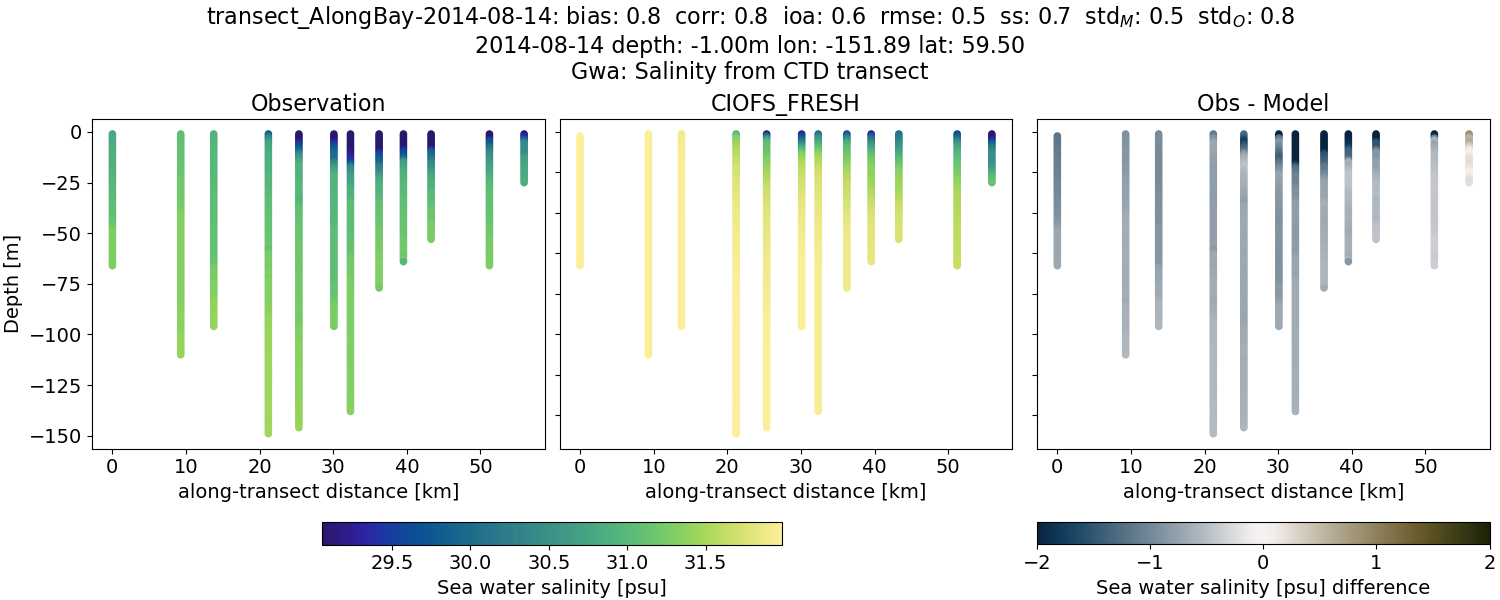 transect_AlongBay-2014-08-14: bias: 0.8 corr: 0.8 ioa: 0.6 rmse: 0.5 ss: 0.7 std_M: 0.5 std_O: 0.8
2014-08-14 depth: -1.00m lon: -151.89 lat: 59.50
Gwa: Salinity from CTD transect
Observation
CIOFS_FRESH
Obs - Model
Depth [m]
0
−25
−50
−75
−100
−125
−150
0 10 20 30 40 50
0 10 20 30 40 50
0 10 20 30 40 50
along-transect distance [km]
along-transect distance [km]
along-transect distance [km]
29.5 30.0 30.5 31.0 31.5
Sea water salinity [psu]
−2 −1 0 1 2
Sea water salinity [psu] difference